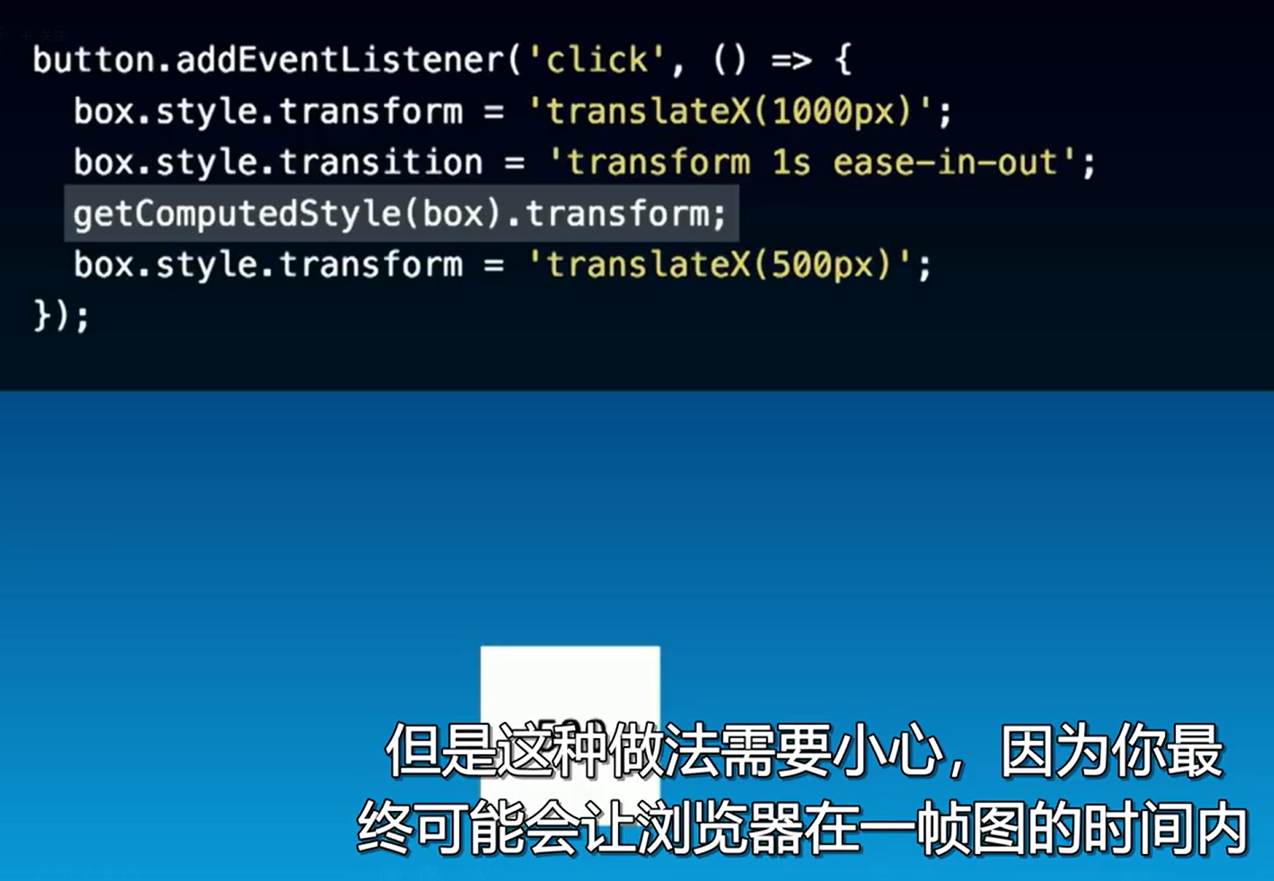 button.addEventListener('click', () => {
box.style.transform = 'translateX(1000px)';
box.style.transition = 'transform 1s ease-in-out';
getComputedStyle(box).transform;
box.style.transform = 'translateX(500px)';
});
但是这种做法需要小心，因为你最
终可能会让浏览器在一帧图的时间内